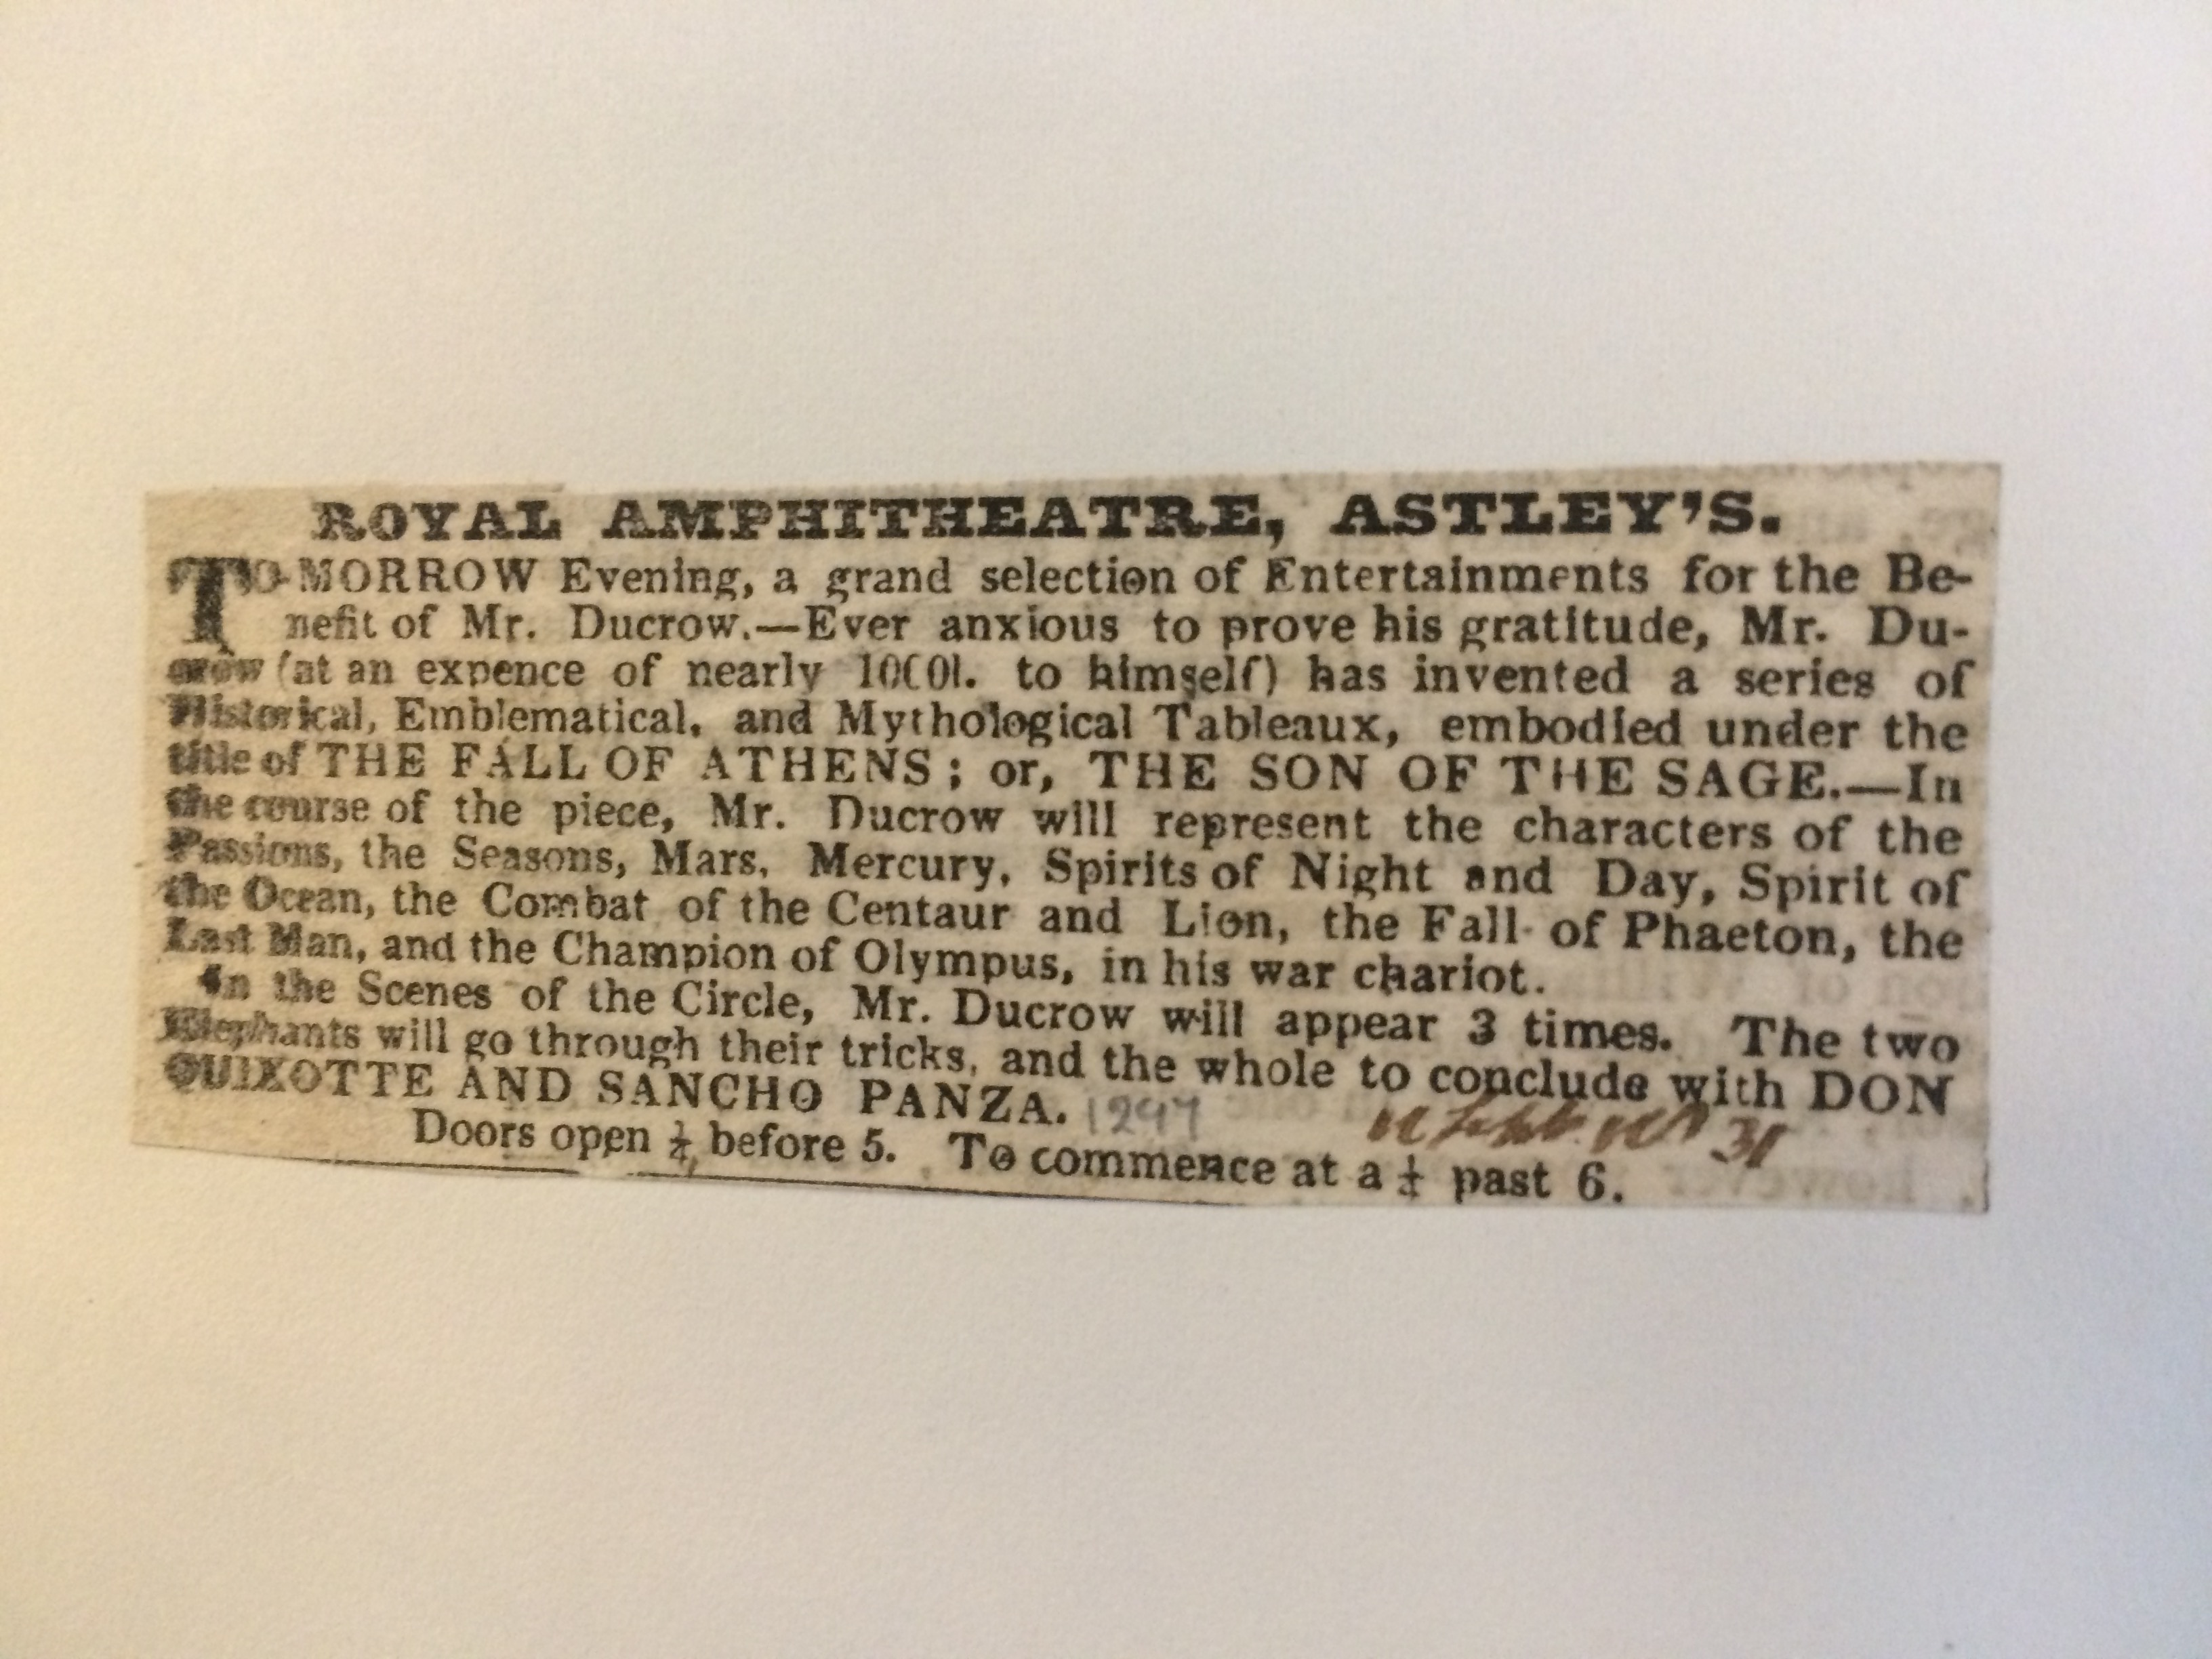 ROYAL AMPHITHEATRE, ASTLEY'S.
TO-MORROW Evening, a grand selection of Entertainments for the Be-
nefit of Mr. Ducrow.—Ever anxious to prove his gratitude, Mr. Du-
crow (at an expence of nearly 1000l. to himself) has invented a series of
Historical, Emblematical, and Mythological Tableaux, embodied under the
title of THE FALL OF ATHENS; or, THE SON OF THE SAGE.—In
the course of the piece, Mr. Ducrow will represent the characters of the
Passions, the Seasons, Mars, Mercury, Spirits of Night and Day, Spirit of
the Ocean, the Combat of the Centaur and Lion, the Fall of Phaeton, the
Last Man, and the Champion of Olympus, in his war chariot.
In the Scenes of the Circle, Mr. Ducrow will appear 3 times. The two
Elephants will go through their tricks, and the whole to conclude with DON
QUIXOTTE AND SANCHO PANZA. 1297
31
Doors open ¼ before 5. To commence at a ¼ past 6.